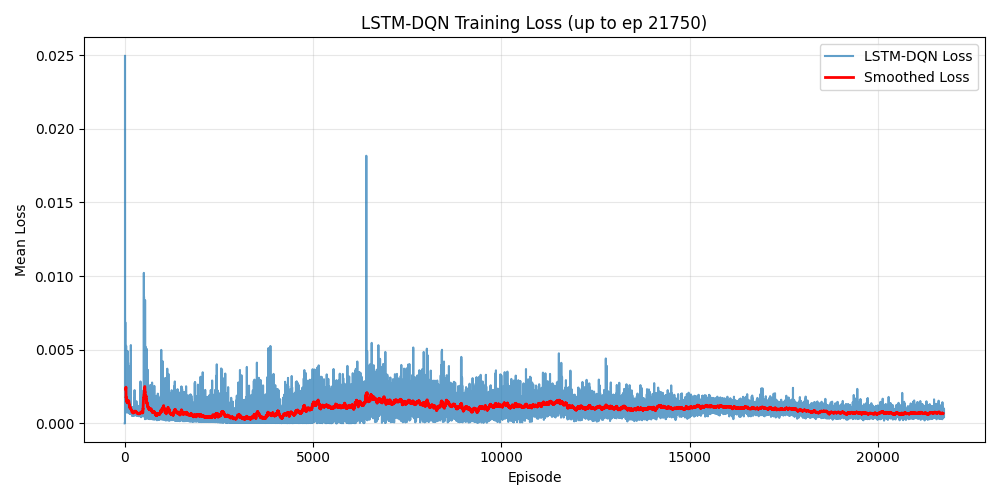 LSTM-DQN Training Loss (up to ep 21750)
LSTM-DQN Loss
Smoothed Loss
Mean Loss
0.025
0.020
0.015
0.010
0.005
0.000
0 5000 10000 15000 20000
Episode